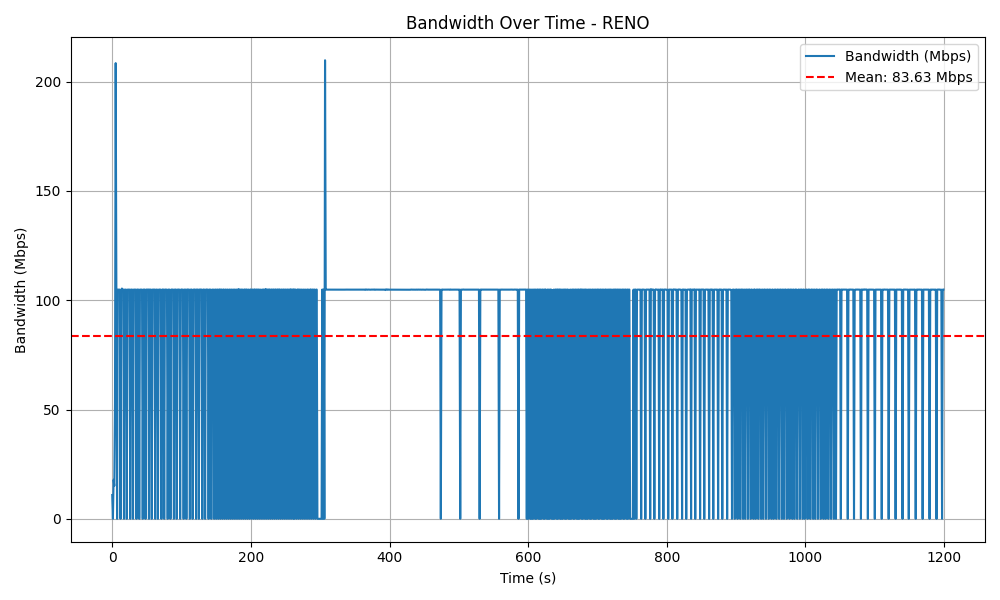 Bandwidth Over Time - RENO
Bandwidth (Mbps)
Mean: 83.63 Mbps
Bandwidth (Mbps)
200
150
100
50
0
0 200 400 600 800 1000 1200
Time (s)